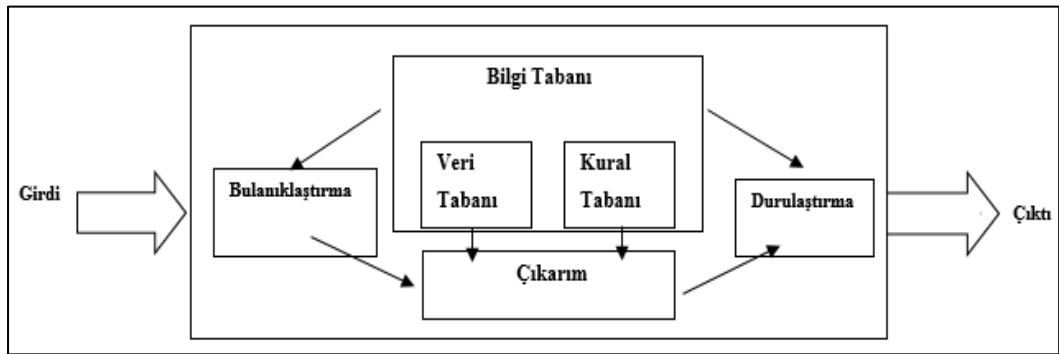 Bilgi Tabanı
Veri
Tabanı
Kural
Tabanı
Girdi
Bulanıklaştırma
Durulaştırma
Çıktı
Çıkarım